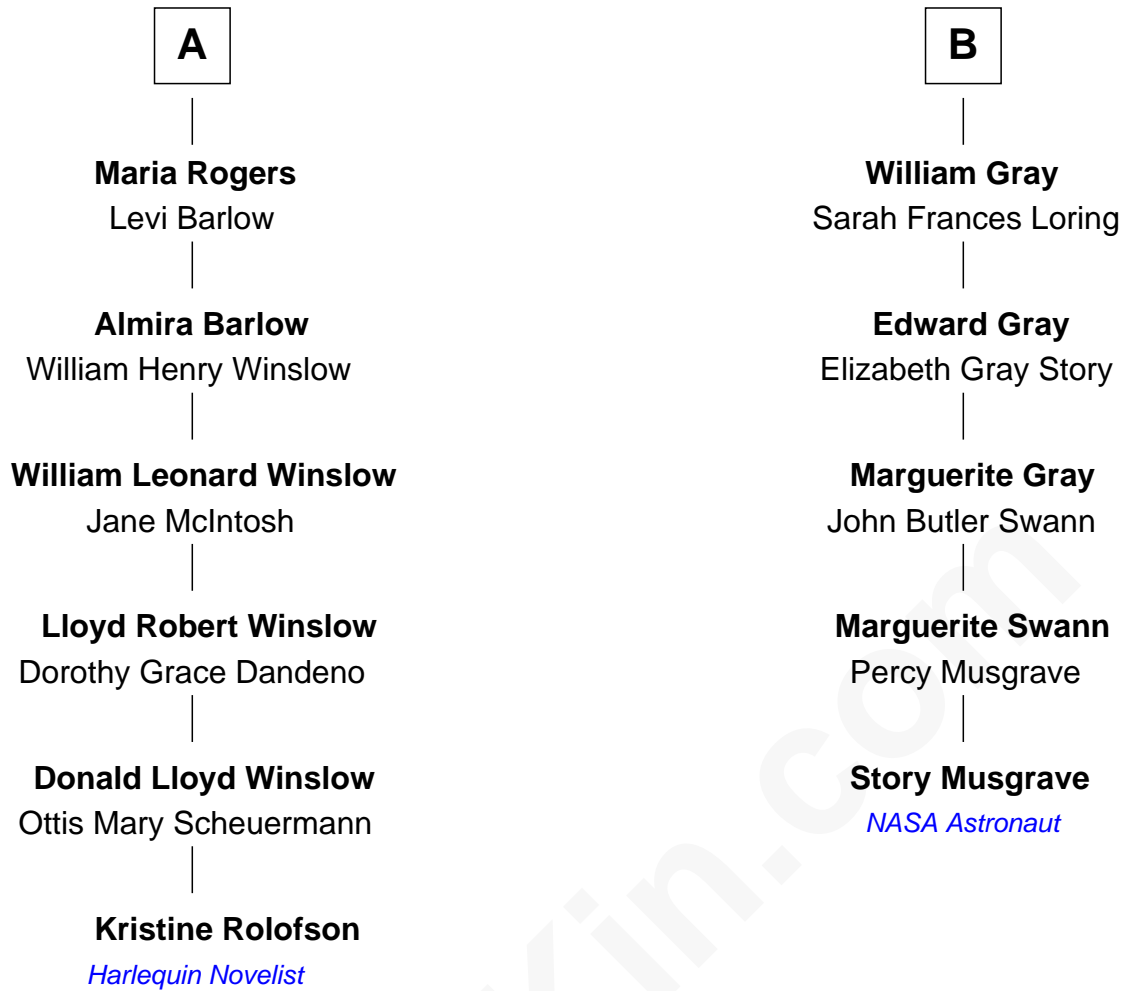 A
Maria Rogers
Levi Barlow
Almira Barlow
William Henry Winslow
William Leonard Winslow
Jane McIntosh
Lloyd Robert Winslow
Dorothy Grace Dandeno
Donald Lloyd Winslow
Ottis Mary Scheuermann
Kristine Rolofson
Harlequin Novelist
B
William Gray
Sarah Frances Loring
Edward Gray
Elizabeth Gray Story
Marguerite Gray
John Butler Swann
Marguerite Swann
Percy Musgrave
Story Musgrave
NASA Astronaut